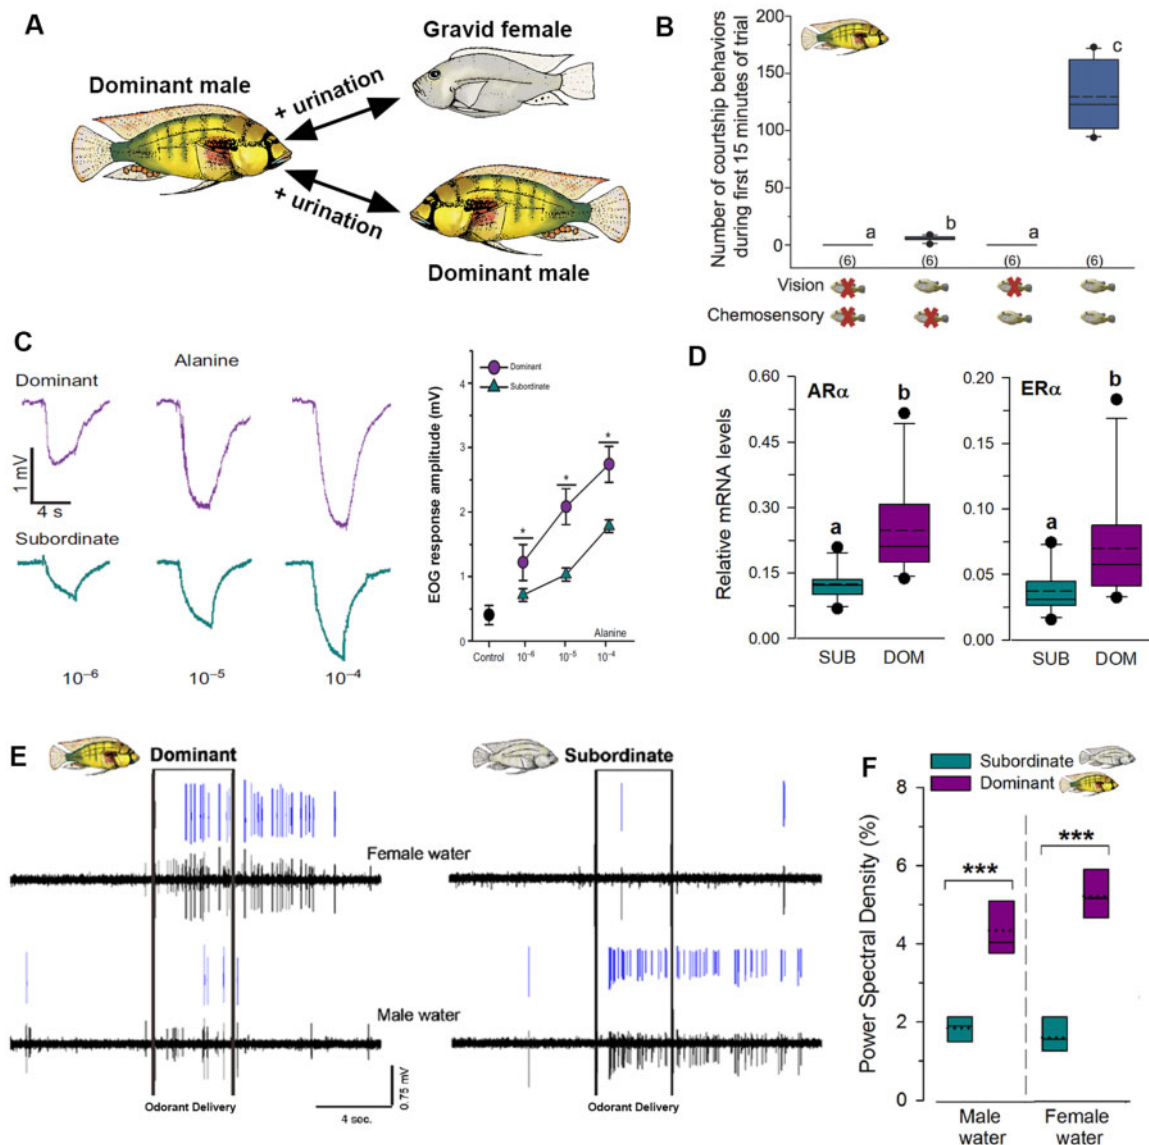 A
Gravid female
Dominant male
+ urination
+ urination
Dominant male
B
Number of courtship behaviors
during first 15 minutes of trial
200
150
100
50
0
a
b
a
c
(6)
(6)
(6)
(6)
Vision
Chemosensory
C
Alanine
Dominant
1 mV
4 s
Subordinate
10⁻⁶
10⁻⁵
10⁻⁴
EOG response amplitude (mV)
4
3
2
1
0
Dominant
Subordinate
*
*
*
Alanine
Control
10⁻⁶
10⁻⁵
10⁻⁴
D
Relative mRNA levels
0.60
0.45
0.30
0.15
0.00
ARα
a
b
SUB
DOM
0.20
0.15
0.10
0.05
0.00
ERα
a
b
SUB
DOM
E
Dominant
Subordinate
Female water
Male water
0.75 mV
Odorant Delivery
4 sec.
Odorant Delivery
F
Subordinate
Dominant
Power Spectral Density (%)
8
6
4
2
0
***
***
Male
water
Female
water